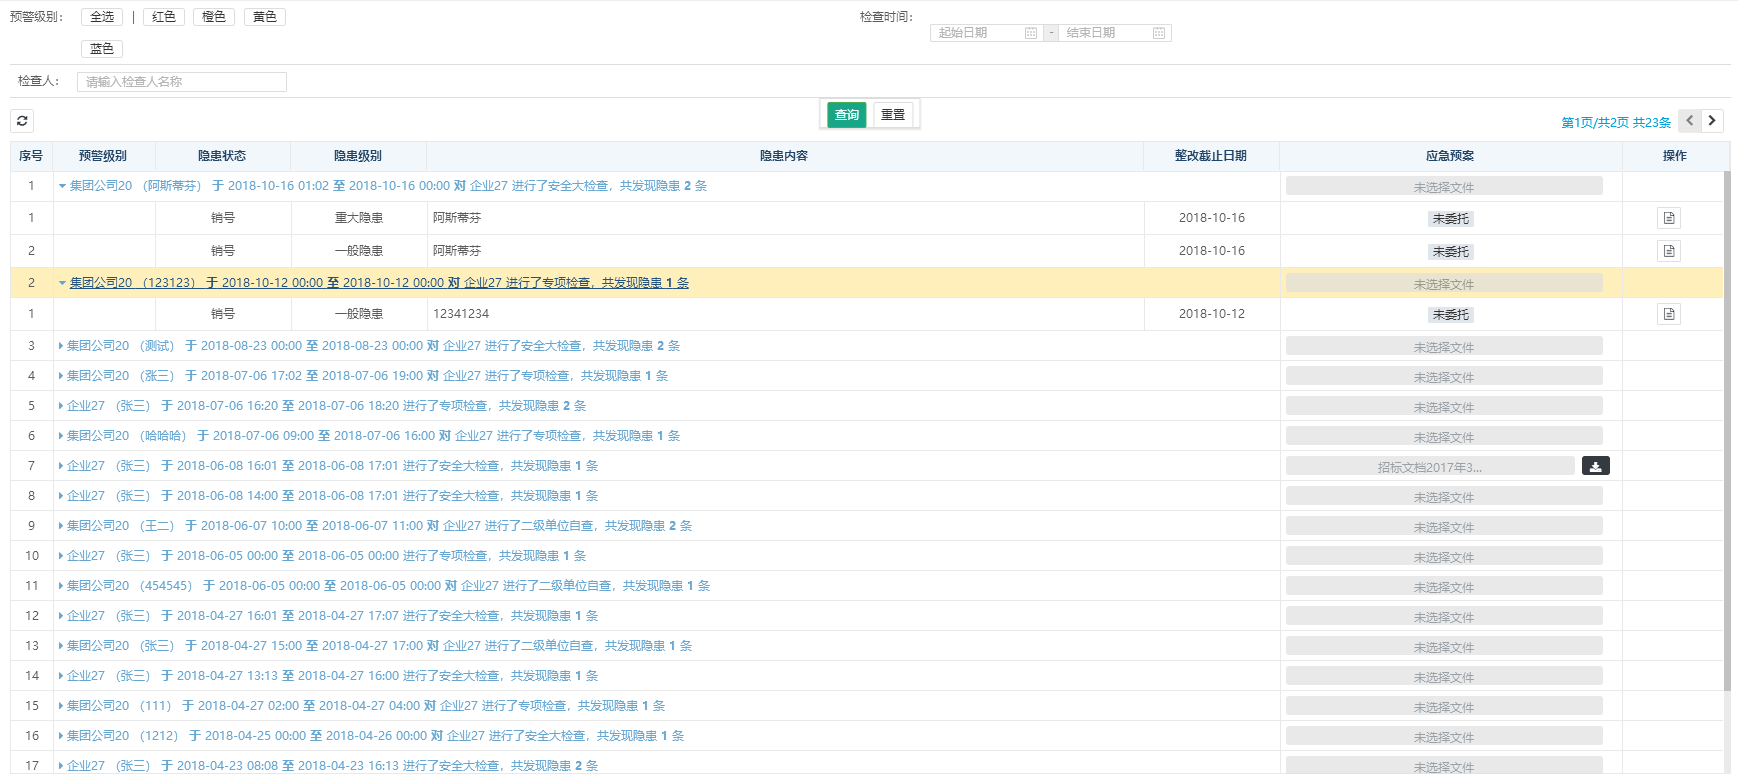 预警级别： 全选 | 红色 橙色 黄色 检查时间：
起始日期 - 结束日期
蓝色
检查人： 请输入检查人名称
查询 重置
第1页/共2页 共23条
序号 预警级别 隐患状态 隐患级别 隐患内容 整改截止日期 应急预案 操作
1 集团公司20 （阿斯蒂芬） 于 2018-10-16 01:02 至 2018-10-16 00:00 对 企业27 进行了安全大检查，共发现隐患 2 条 未选择文件
1 销号 重大隐患 阿斯蒂芬 2018-10-16 未委托
2 销号 一般隐患 阿斯蒂芬 2018-10-16 未委托
2 集团公司20 （123123） 于 2018-10-12 00:00 至 2018-10-12 00:00 对 企业27 进行了专项检查，共发现隐患 1 条 未选择文件
1 销号 一般隐患 12341234 2018-10-12 未委托
3 集团公司20 （测试） 于 2018-08-23 00:00 至 2018-08-23 00:00 对 企业27 进行了安全大检查，共发现隐患 2 条 未选择文件
4 集团公司20 （张三） 于 2018-07-06 17:02 至 2018-07-06 19:00 对 企业27 进行了专项检查，共发现隐患 1 条 未选择文件
5 企业27 （张三） 于 2018-07-06 16:20 至 2018-07-06 18:20 进行了专项检查，共发现隐患 2 条 未选择文件
6 集团公司20 （哈哈哈） 于 2018-07-06 09:00 至 2018-07-06 16:00 对 企业27 进行了专项检查，共发现隐患 1 条 未选择文件
7 企业27 （张三） 于 2018-06-08 16:01 至 2018-06-08 17:01 进行了安全大检查，共发现隐患 1 条 招标文档2017年3...
8 企业27 （张三） 于 2018-06-08 14:00 至 2018-06-08 17:01 进行了安全大检查，共发现隐患 1 条 未选择文件
9 集团公司20 （王二） 于 2018-06-07 10:00 至 2018-06-07 11:00 对 企业27 进行了二级单位自查，共发现隐患 2 条 未选择文件
10 企业27 （张三） 于 2018-06-05 00:00 至 2018-06-05 00:00 进行了专项检查，共发现隐患 1 条 未选择文件
11 集团公司20 （454545） 于 2018-06-05 00:00 至 2018-06-05 00:00 对 企业27 进行了二级单位自查，共发现隐患 1 条 未选择文件
12 企业27 （张三） 于 2018-04-27 16:01 至 2018-04-27 17:07 进行了安全大检查，共发现隐患 1 条 未选择文件
13 集团公司20 （张三） 于 2018-04-27 15:00 至 2018-04-27 17:00 对 企业27 进行了二级单位自查，共发现隐患 1 条 未选择文件
14 企业27 （张三） 于 2018-04-27 13:13 至 2018-04-27 16:00 进行了安全大检查，共发现隐患 1 条 未选择文件
15 集团公司20 （111） 于 2018-04-27 02:00 至 2018-04-27 04:00 对 企业27 进行了专项检查，共发现隐患 1 条 未选择文件
16 集团公司20 （1212） 于 2018-04-25 00:00 至 2018-04-26 00:00 对 企业27 进行了安全大检查，共发现隐患 1 条 未选择文件
17 企业27 （张三） 于 2018-04-23 08:08 至 2018-04-23 16:13 进行了安全大检查，共发现隐患 2 条 未选择文件